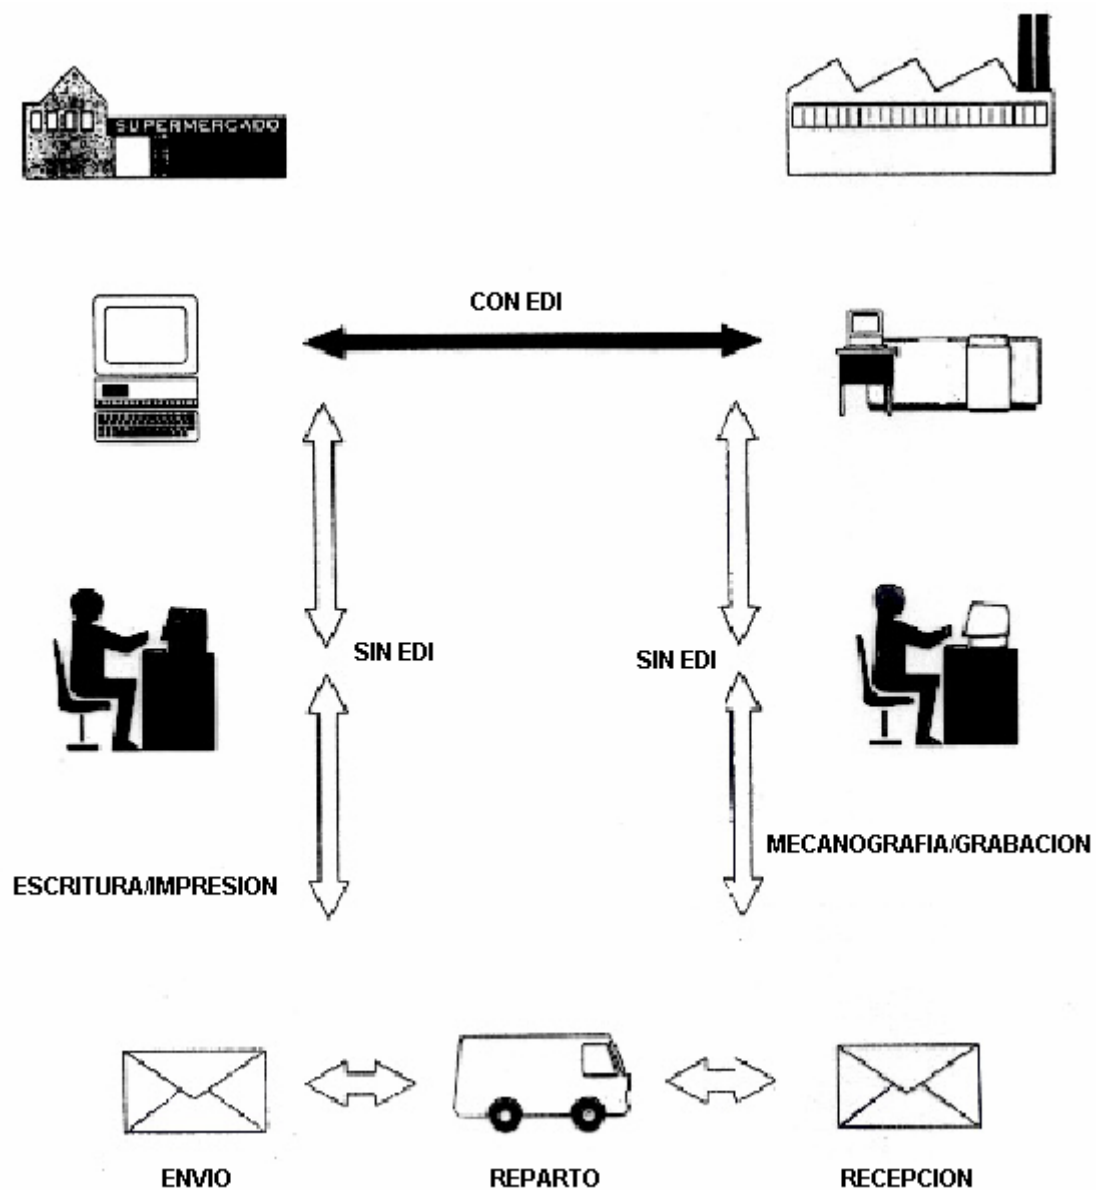 SUPERMERCADO
CON EDI
SIN EDI
SIN EDI
MECANOGRAFIA/GRABACION
ESCRITURA/IMPRESION
ENVIO
REPARTO
RECEPCION